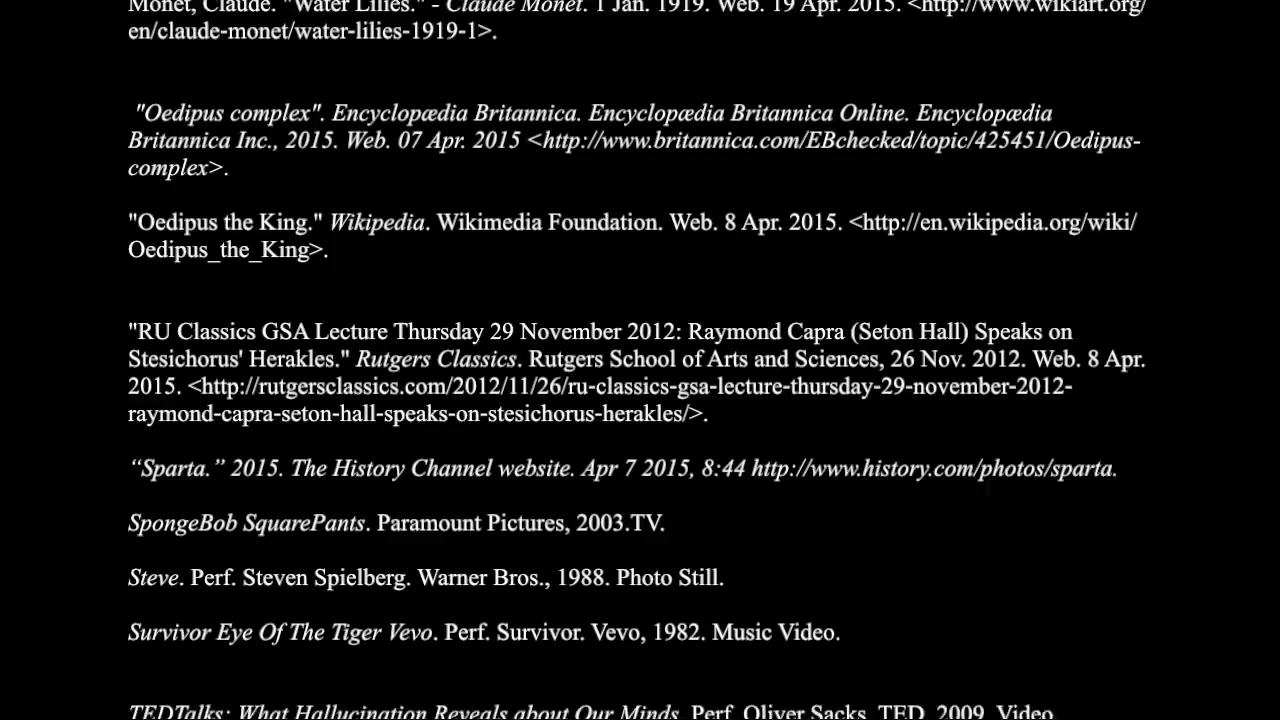 Monet, Claude. "Water Lilies." - Claude Monet. 1 Jan. 1919. Web. 19 Apr. 2015. <http://www.wikiart.org/
en/claude-monet/water-lilies-1919-1>.
"Oedipus complex". Encyclopædia Britannica. Encyclopædia Britannica Online. Encyclopædia
Britannica Inc., 2015. Web. 07 Apr. 2015 <http://www.britannica.com/EBchecked/topic/425451/Oedipus-
complex>.
"Oedipus the King." Wikipedia. Wikimedia Foundation. Web. 8 Apr. 2015. <http://en.wikipedia.org/wiki/
Oedipus_the_King>.
"RU Classics GSA Lecture Thursday 29 November 2012: Raymond Capra (Seton Hall) Speaks on
Stesichorus' Herakles." Rutgers Classics. Rutgers School of Arts and Sciences, 26 Nov. 2012. Web. 8 Apr.
2015. <http://rutgersclassics.com/2012/11/26/ru-classics-gsa-lecture-thursday-29-november-2012-
raymond-capra-seton-hall-speaks-on-stesichorus-herakles/>.
“Sparta.” 2015. The History Channel website. Apr 7 2015, 8:44 http://www.history.com/photos/sparta.
SpongeBob SquarePants. Paramount Pictures, 2003.TV.
Steve. Perf. Steven Spielberg. Warner Bros., 1988. Photo Still.
Survivor Eye Of The Tiger Vevo. Perf. Survivor. Vevo, 1982. Music Video.
TEDTalks: What Hallucination Reveals about Our Minds. Perf. Oliver Sacks. TED, 2009. Video.